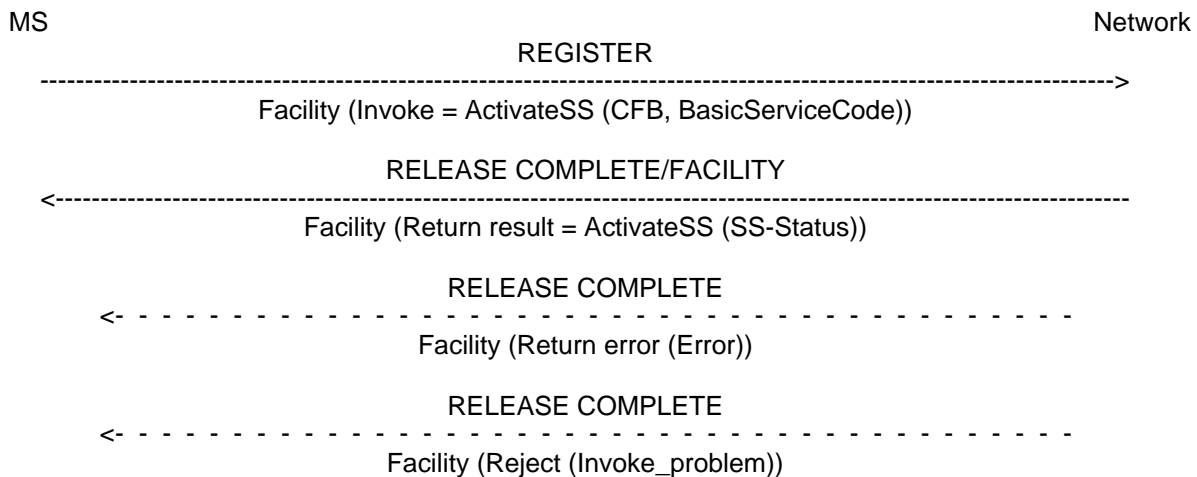 MS Network
REGISTER
Facility (Invoke = ActivateSS (CFB, BasicServiceCode))
RELEASE COMPLETE/FACILITY
Facility (Return result = ActivateSS (SS-Status))
RELEASE COMPLETE
Facility (Return error (Error))
RELEASE COMPLETE
Facility (Reject (Invoke_problem))